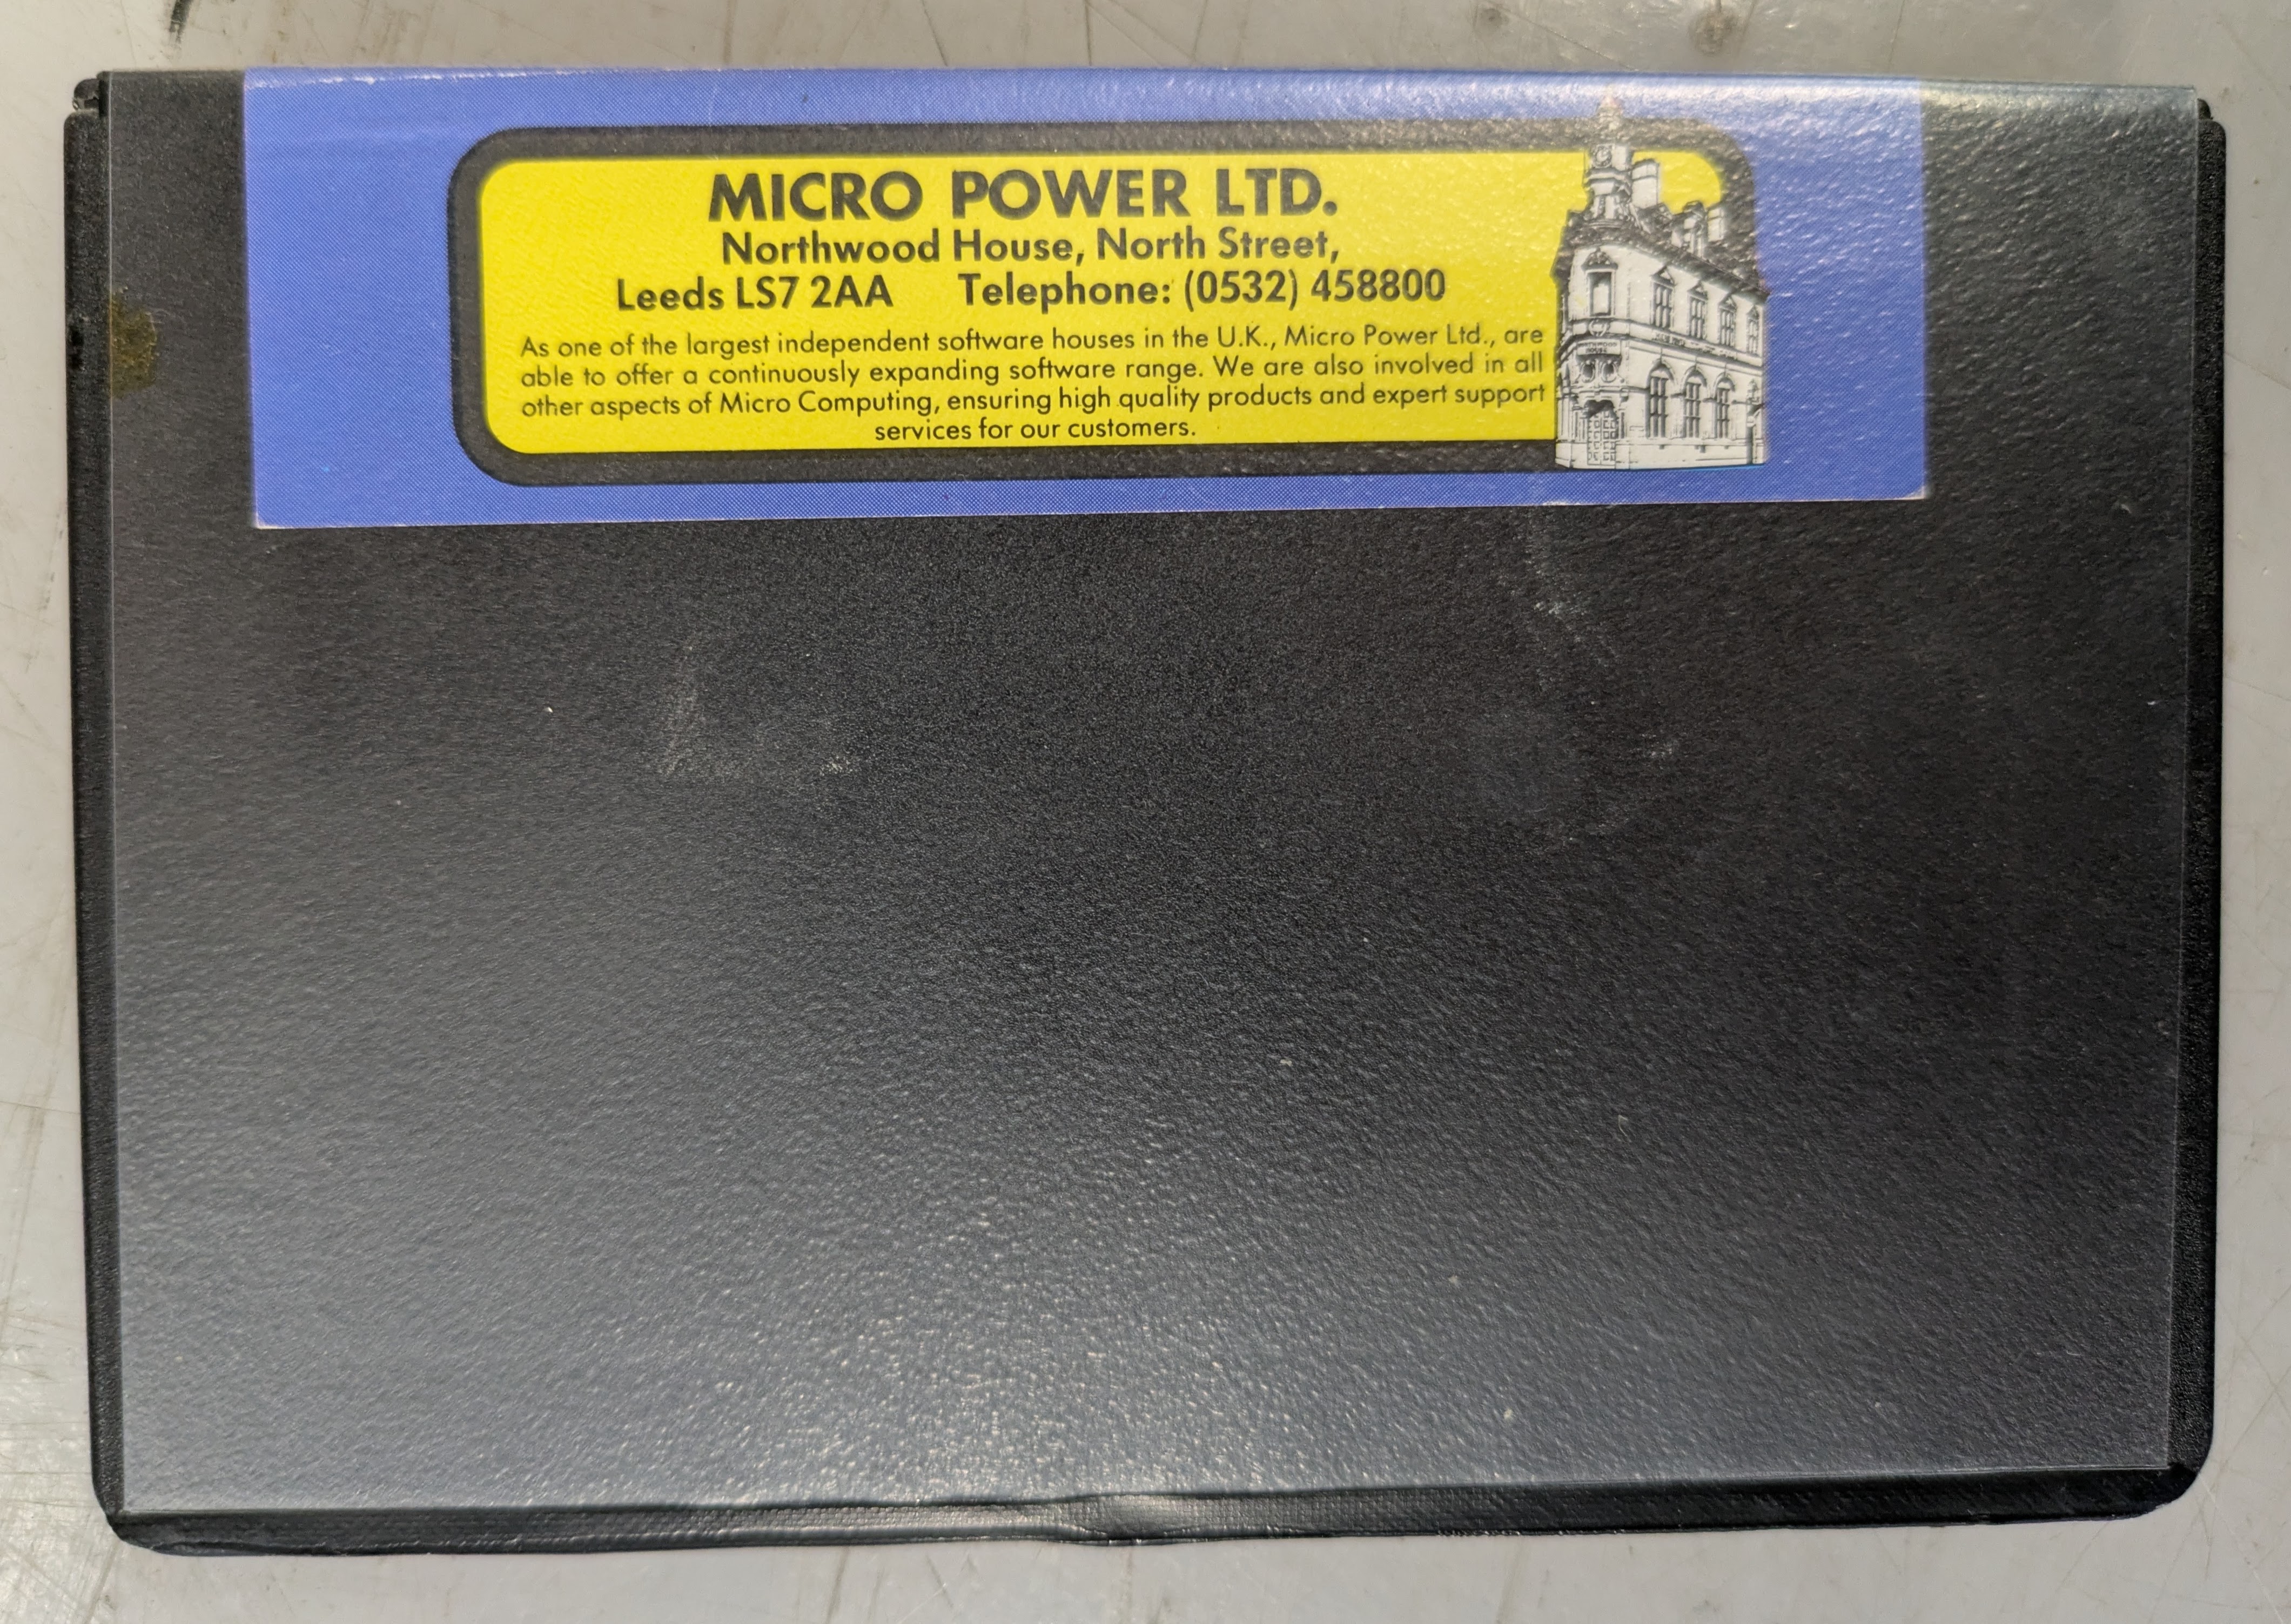 MICRO POWER LTD.
Northwood House, North Street,
Leeds LS7 2AA Telephone: (0532) 458800
As one of the largest independent software houses in the U.K., Micro Power Ltd., are
able to offer a continuously expanding software range. We are also involved in all
other aspects of Micro Computing, ensuring high quality products and expert support
services for our customers.